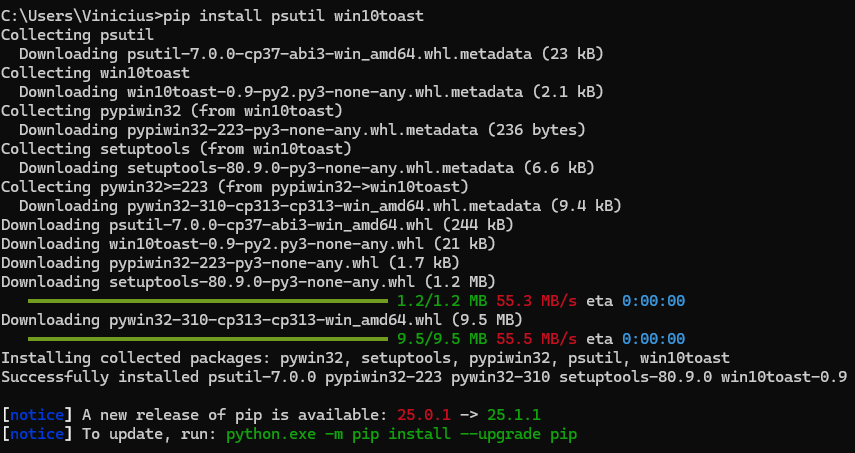 C:\Users\Vinicius>pip install psutil win10toast
Collecting psutil
  Downloading psutil-7.0.0-cp37-abi3-win_amd64.whl.metadata (23 kB)
Collecting win10toast
  Downloading win10toast-0.9-py2.py3-none-any.whl.metadata (2.1 kB)
Collecting pypiwin32 (from win10toast)
  Downloading pypiwin32-223-py3-none-any.whl.metadata (236 bytes)
Collecting setuptools (from win10toast)
  Downloading setuptools-80.9.0-py3-none-any.whl.metadata (6.6 kB)
Collecting pywin32>=223 (from pypiwin32->win10toast)
  Downloading pywin32-310-cp313-cp313-win_amd64.whl.metadata (9.4 kB)
Downloading psutil-7.0.0-cp37-abi3-win_amd64.whl (244 kB)
Downloading win10toast-0.9-py2.py3-none-any.whl (21 kB)
Downloading pypiwin32-223-py3-none-any.whl (1.7 kB)
Downloading setuptools-80.9.0-py3-none-any.whl (1.2 MB)
1.2/1.2 MB 55.3 MB/s eta 0:00:00
Downloading pywin32-310-cp313-cp313-win_amd64.whl (9.5 MB)
9.5/9.5 MB 55.5 MB/s eta 0:00:00
Installing collected packages: pywin32, setuptools, pypiwin32, psutil, win10toast
Successfully installed psutil-7.0.0 pypiwin32-223 pywin32-310 setuptools-80.9.0 win10toast-0.9
[notice] A new release of pip is available: 25.0.1 -> 25.1.1
[notice] To update, run: python.exe -m pip install --upgrade pip